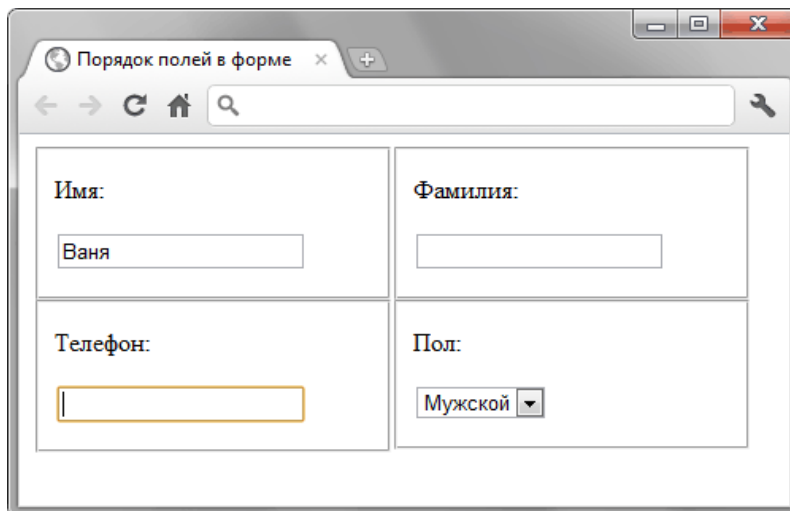 Порядок полей в форме
Имя:
Фамилия:
Ваня
Телефон:
Пол:
Мужской